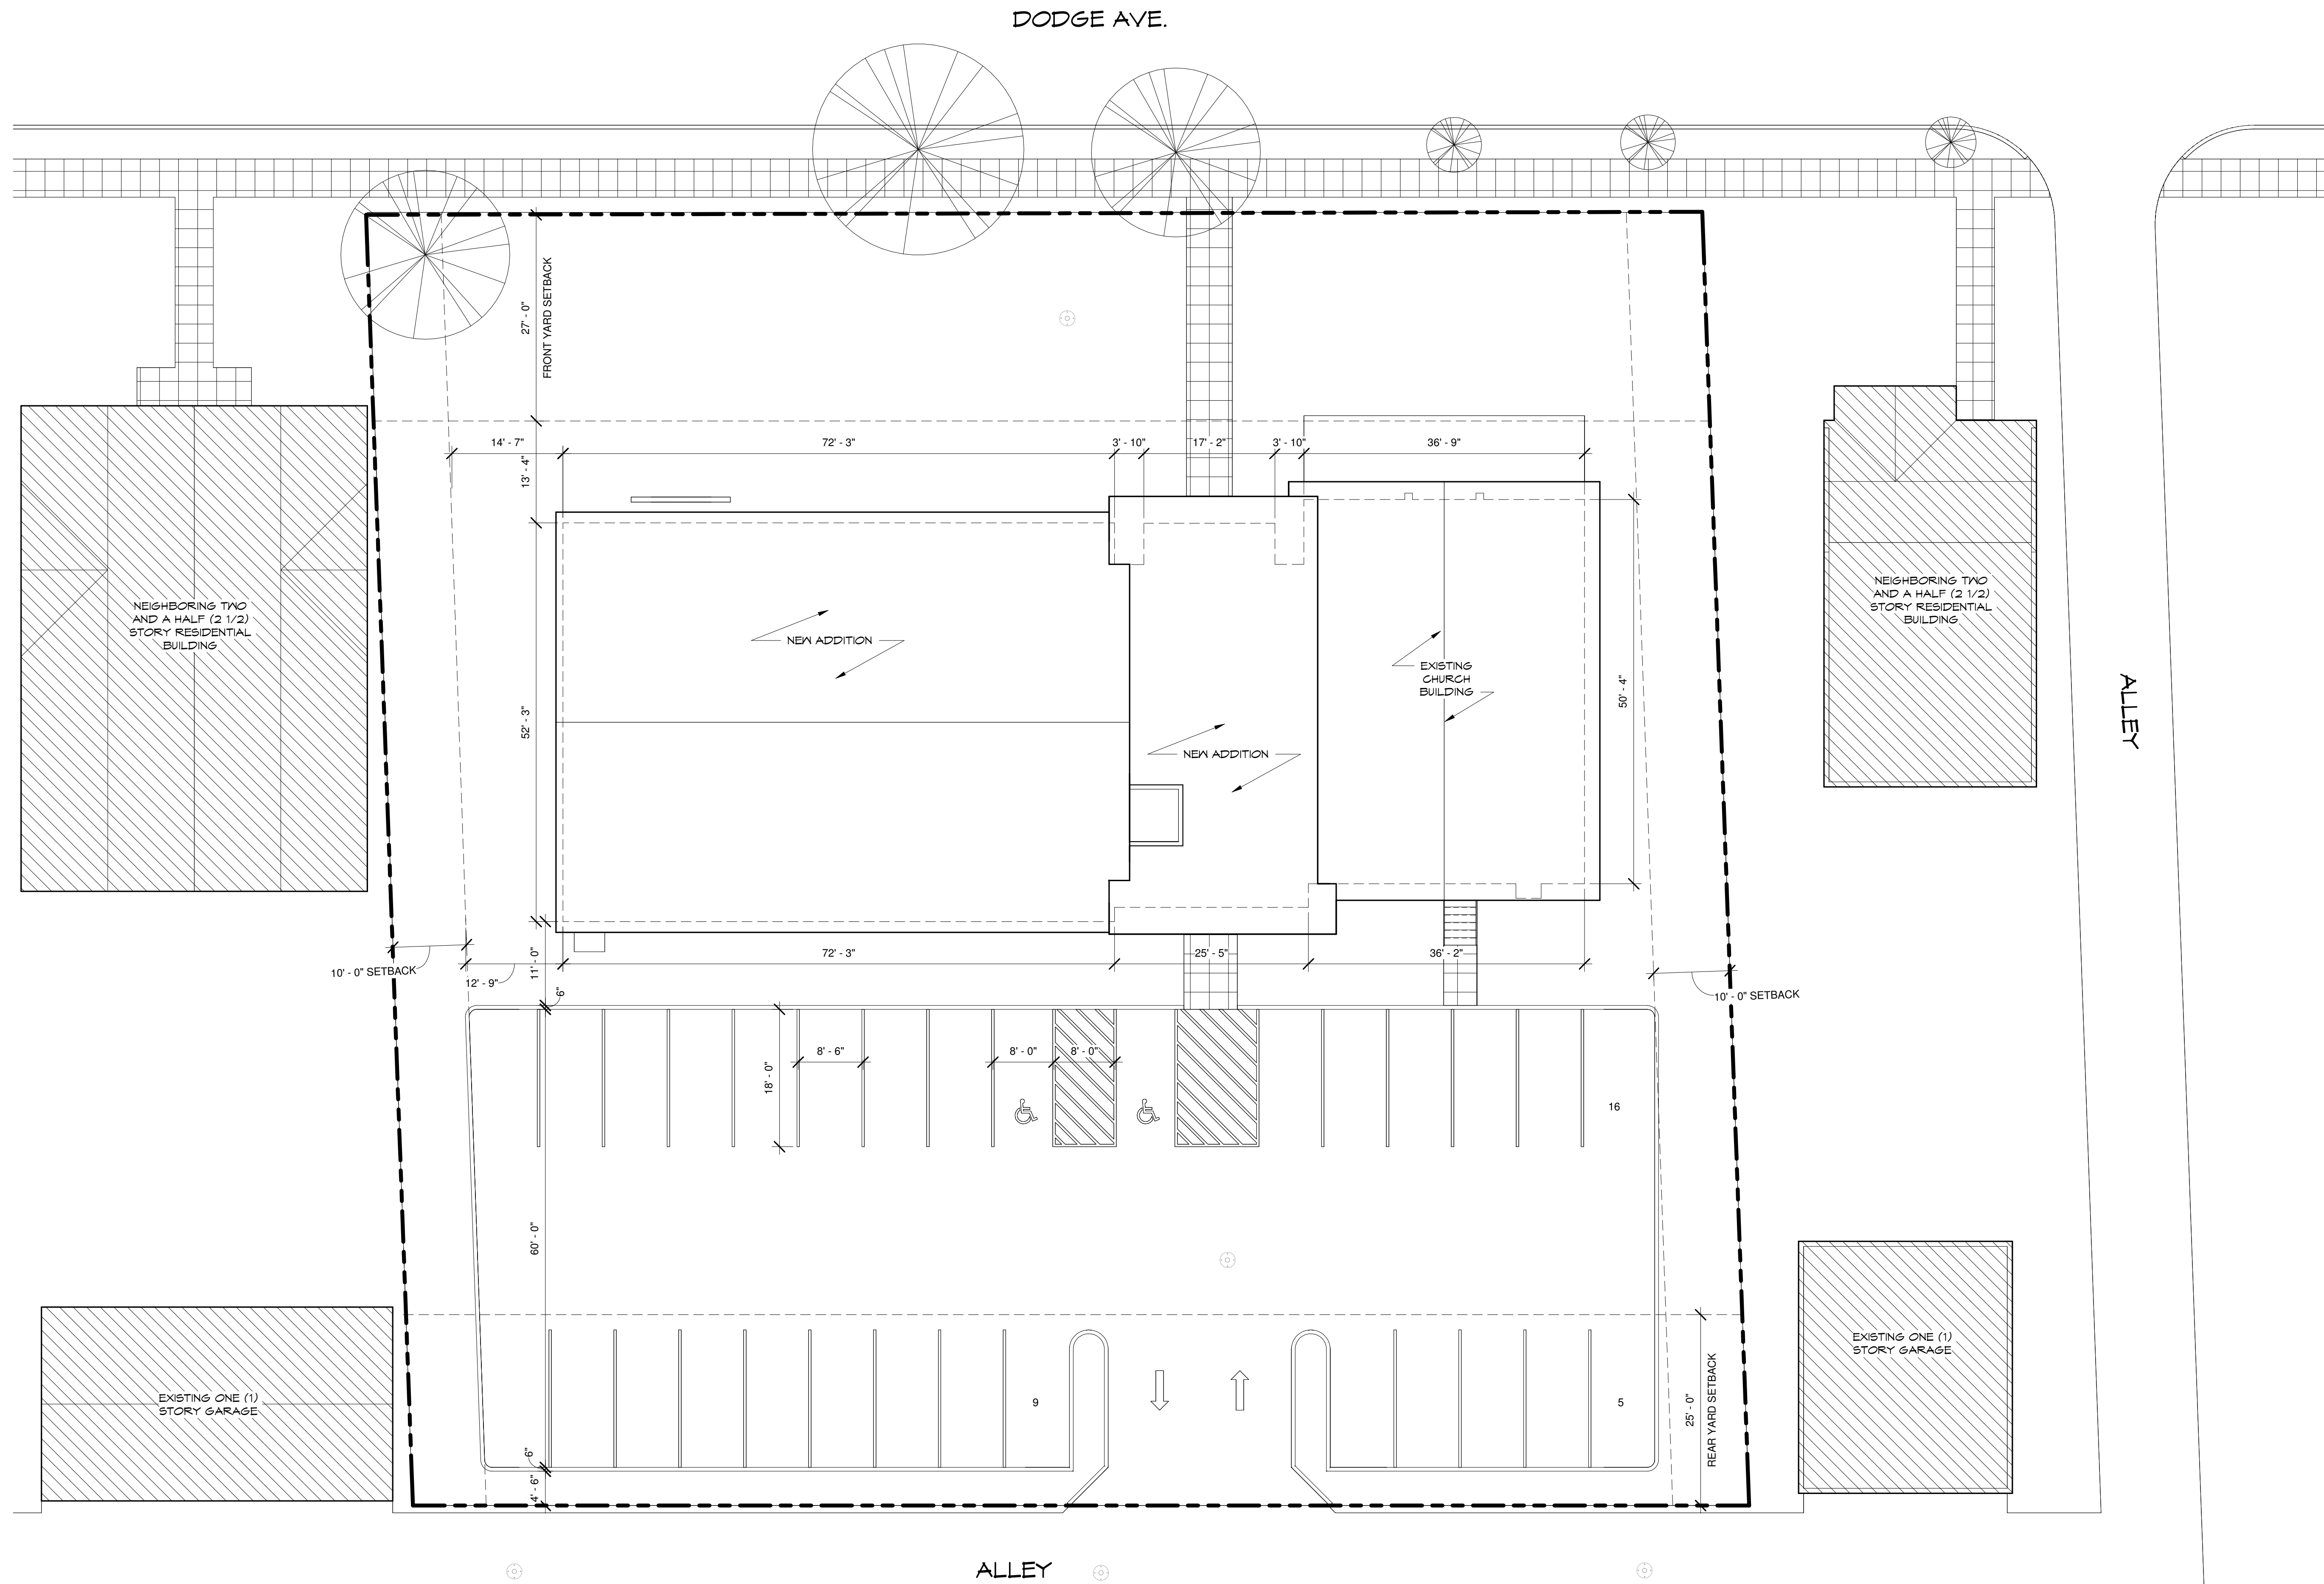 DODGE AVE.
27' - 0"
FRONT YARD SETBACK
14' - 7"
72' - 3"
3' - 10"
17' - 2"
3' - 10"
36' - 9"
13' - 4"
NEIGHBORING TWO
AND A HALF (2 1/2)
STORY RESIDENTIAL
BUILDING
NEW ADDITION
EXISTING
CHURCH
BUILDING
50' - 4"
NEIGHBORING TWO
AND A HALF (2 1/2)
STORY RESIDENTIAL
BUILDING
ALLEY
52' - 3"
NEW ADDITION
10' - 0" SETBACK
12' - 9"
11' - 0"
6"
72' - 3"
25' - 5"
36' - 2"
10' - 0" SETBACK
18' - 0"
8' - 6"
8' - 0"
8' - 0"
16
60' - 0"
EXISTING ONE (1)
STORY GARAGE
9
5
25' - 0"
REAR YARD SETBACK
EXISTING ONE (1)
STORY GARAGE
6"
4' - 6"
ALLEY